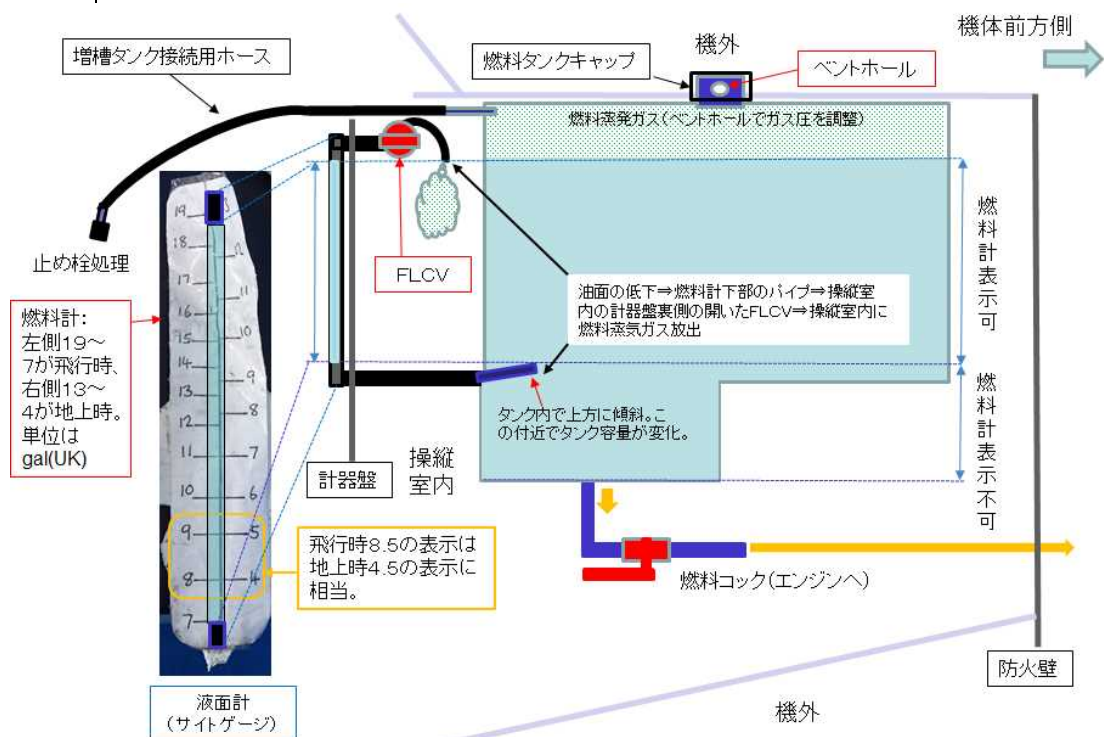 機体前方側
機外
増槽タンク接続用ホース
燃料タンクキャップ
ベントホール
燃料蒸発ガス(ベントホールでガス圧を調整)
止め栓処理
FLCV
燃料計:
左側19~
7が飛行時、
右側13~
4が地上時。
単位は
gal(UK)
油面の低下⇒燃料計下部のパイプ⇒操縦室
内の計器盤裏側の開いたFLCV⇒操縦室内に
燃料蒸気ガス放出
燃料計表示可
タンク内で上方に傾斜。こ
の付近でタンク容量が変化。
燃料計表示不可
計器盤
操縦
室内
飛行時8.5の表示は
地上時4.5の表示に
相当。
燃料コック(エンジンへ)
防火壁
液面計
(サイトゲージ)
機外
19
18
12
17
11
16
15
10
14
9
13
12
8
11
7
10
6
9
5
8
4
7